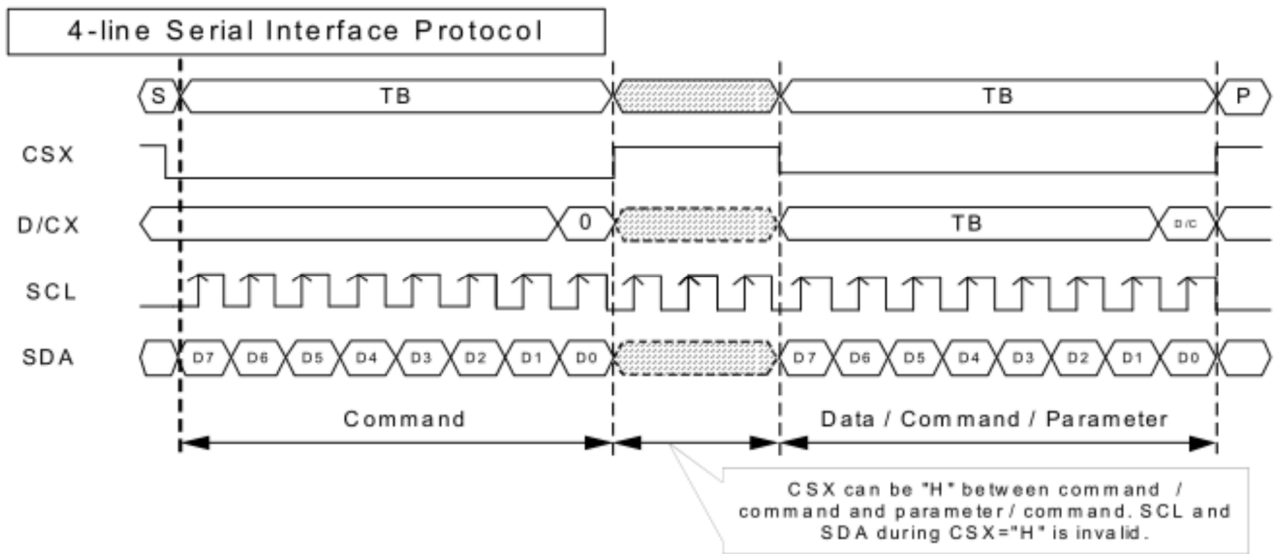 4-line Serial Interface Protocol
S TB TB P
CSX
D/CX 0 TB D/C
SCL
SDA D7 D6 D5 D4 D3 D2 D1 D0 D7 D6 D5 D4 D3 D2 D1 D0
Command Data / Command / Parameter
CSX can be "H" between command /
command and parameter / command. SCL and
SDA during CSX="H" is invalid.